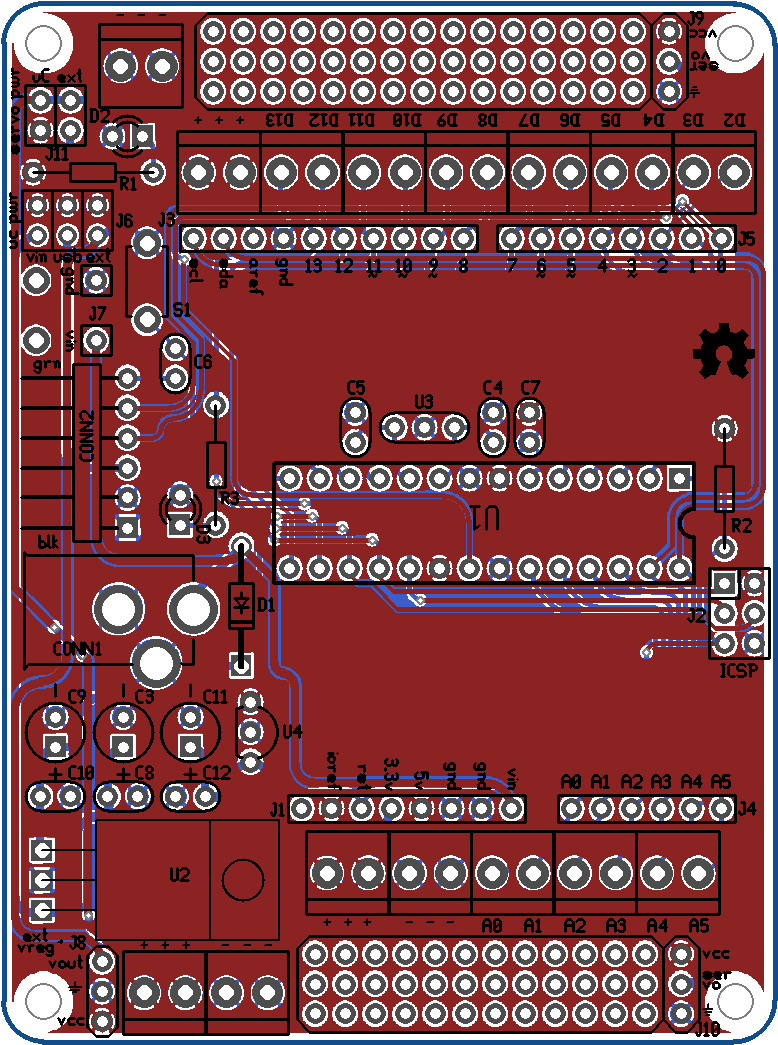 J9
vcc
ser
vo
uC ext
servo pwr
D2
J11
R1
+ + + D13 D12 D11 D10 D9 D8 D7 D6 D5 D4 D3 D2
uc pwr
J6
vin usb ext
J3
J5
scl
sda
aref
gnd
13 12 11 10 9 8 7 6 5 4 3 2 1 0
~ ~ ~ ~ ~ ~
gnd
S1
J7
vin
grn
C6
CONN2
C5
U3
C4 C7
R3
U1
R2
D3
blk
D1
J2
CONN1
ICSP
C9 C3 C11
U4
+ + +
C10 C8 C12
ioref
rst
3.3v
5v
gnd
gnd
vin
A0 A1 A2 A3 A4 A5
J1
J4
U2
+ + + - - - A0 A1 A2 A3 A4 A5
ext
vreg
J8
+ + + - - -
vout
vcc
vcc
ser
vo
J10